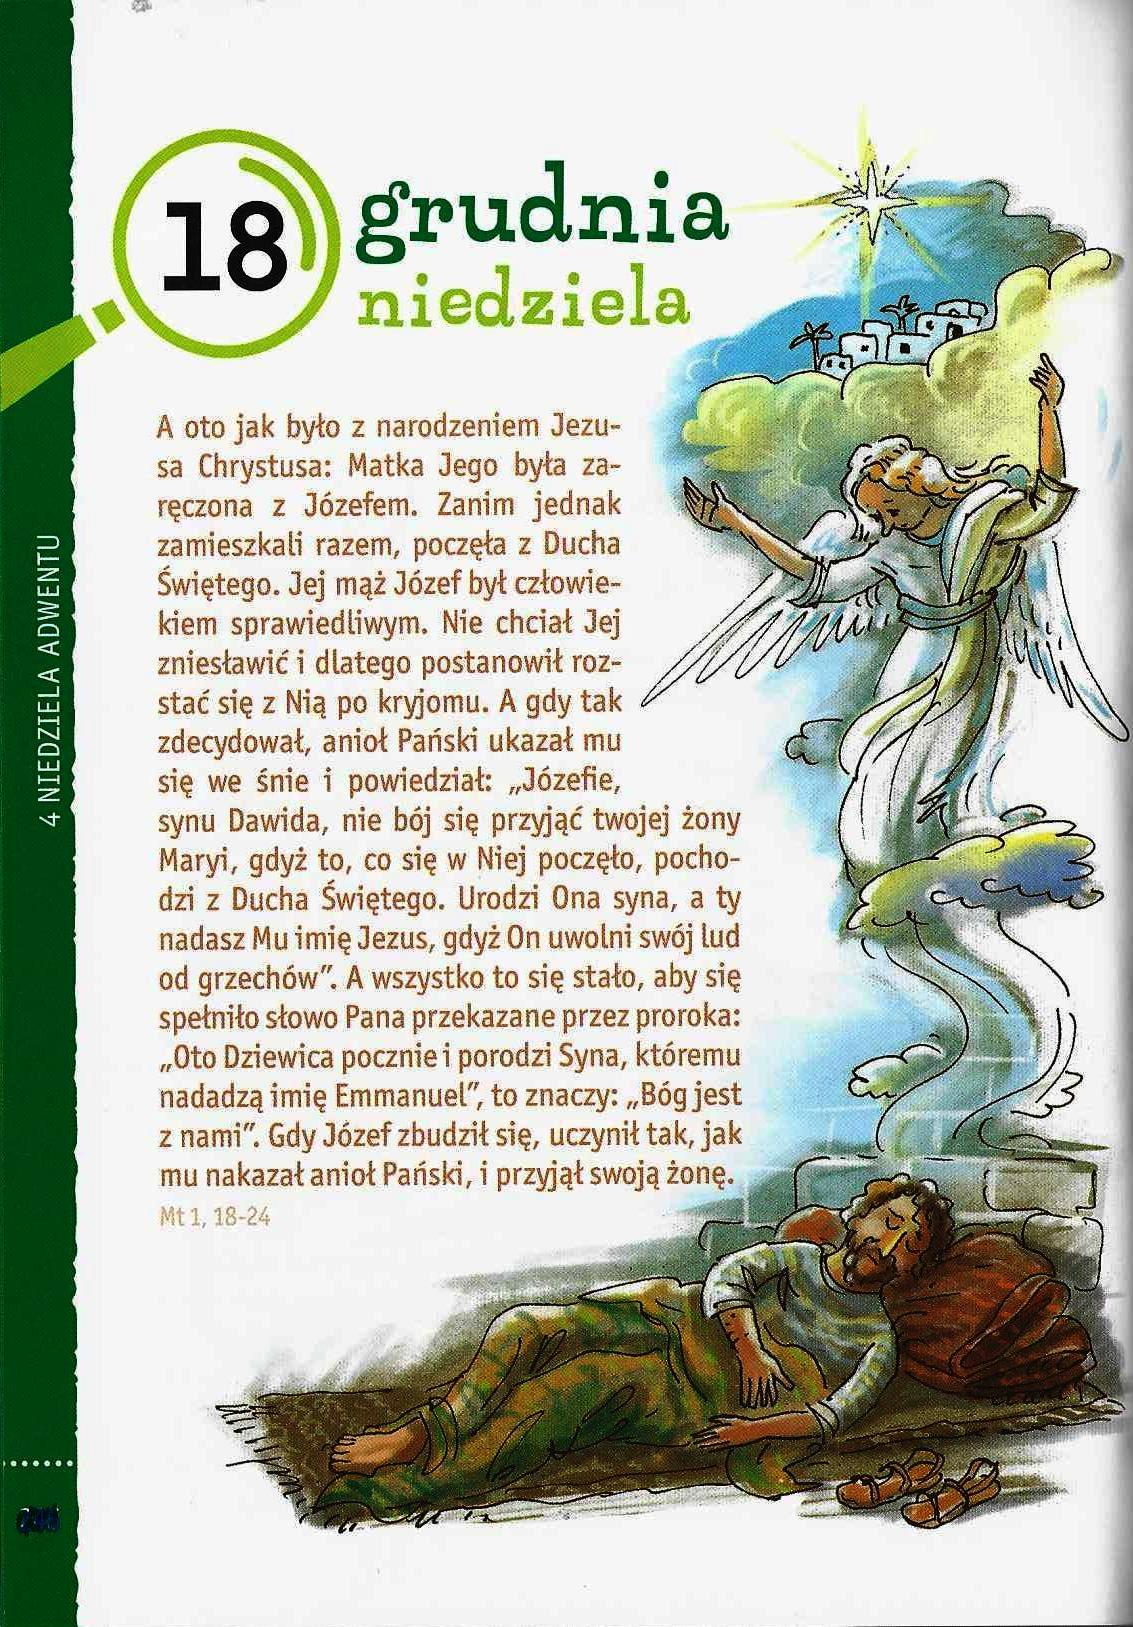 18
grudnia
niedziela
A oto jak było z narodzeniem Jezu-
sa Chrystusa: Matka Jego była za-
ręczona z Józefem. Zanim jednak
zamieszkali razem, poczęła z Ducha
Świętego. Jej mąż Józef był człowie-
kiem sprawiedliwym. Nie chciał Jej
zniesławić i dlatego postanowił roz-
stać się z Nią po kryjomu. A gdy tak
zdecydował, anioł Pański ukazał mu
się we śnie i powiedział: „Józefie,
synu Dawida, nie bój się przyjąć twojej żony
Maryi, gdyż to, co się w Niej poczęło, pocho-
dzi z Ducha Świętego. Urodzi Ona syna, a ty
nadasz Mu imię Jezus, gdyż On uwolni swój lud
od grzechów”. A wszystko to się stało, aby się
spełniło słowo Pana przekazane przez proroka:
„Oto Dziewica pocznie i porodzi Syna, któremu
nadadzą imię Emmanuel”, to znaczy: „Bóg jest
z nami”. Gdy Józef zbudził się, uczynił tak, jak
mu nakazał anioł Pański, i przyjął swoją żonę.
Mt 1, 18-24
4 NIEDZIELA ADWENTU